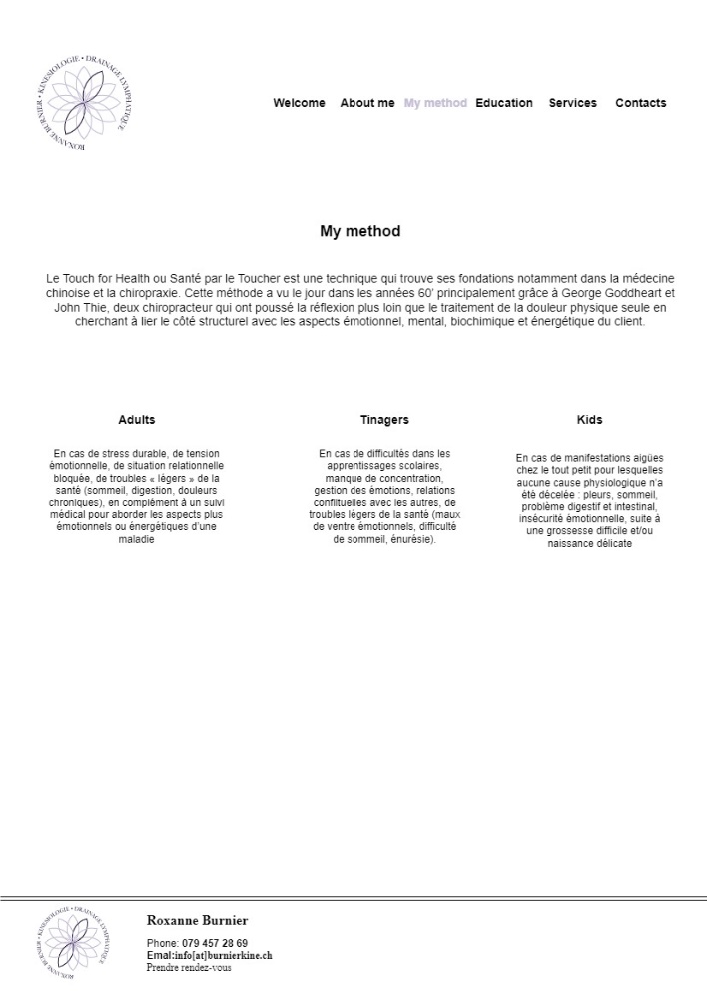 ROXANNE BURNIER • KINESIOLOGIE • DRAINAGE LYMPHATIQUE
Welcome About me My method Education Services Contacts
My method
Le Touch for Health ou Santé par le Toucher est une technique qui trouve ses fondations notamment dans la médecine
chinoise et la chiropraxie. Cette méthode a vu le jour dans les années 60' principalement grâce à George Goddheart et
John Thie, deux chiropracteur qui ont poussé la réflexion plus loin que le traitement de la douleur physique seule en
cherchant à lier le côté structurel avec les aspects émotionnel, mental, biochimique et énergétique du client.
Adults
En cas de stress durable, de tension
émotionnelle, de situation relationnelle
bloquée, de troubles « légers » de la
santé (sommeil, digestion, douleurs
chroniques), en complément à un suivi
médical pour aborder les aspects plus
émotionnels ou énergétiques d'une
maladie
Tinagers
En cas de difficultés dans les
apprentissages scolaires,
manque de concentration,
gestion des émotions, relations
conflituelles avec les autres, de
troubles légers de la santé (maux
de ventre émotionnels, difficulté
de sommeil, énurésie).
Kids
En cas de manifestations aigües
chez le tout petit pour lesquelles
aucune cause physiologique n'a
été décelée : pleurs, sommeil,
problème digestif et intestinal,
insécurité émotionnelle, suite à
une grossesse difficile et/ou
naissance délicate
ROXANNE BURNIER • KINESIOLOGIE • DRAINAGE LYMPHATIQUE
Roxanne Burnier
Phone: 079 457 28 69
Emal:info[at]burnierkine.ch
Prendre rendez-vous